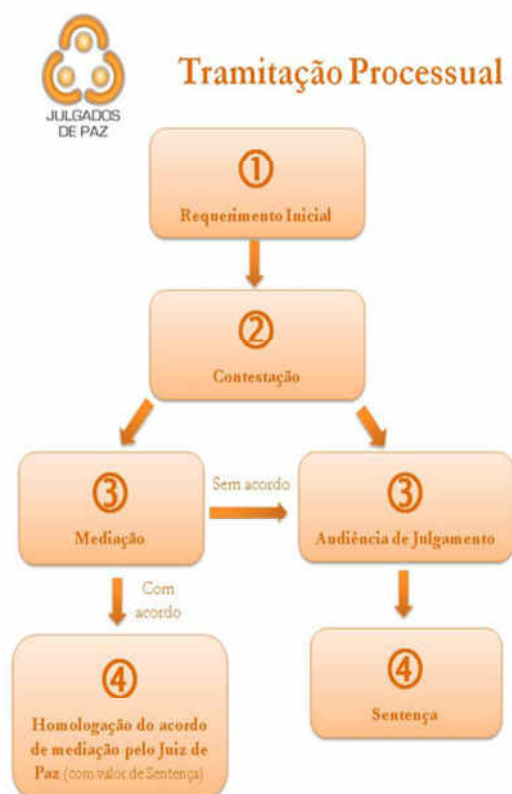 JULGADOS
DE PAZ
Tramitação Processual
①
Requerimento Inicial
②
Contestação
③
Mediação
Sem acordo
③
Audiência de Julgamento
Com
acordo
④
Homologação do acordo
de mediação pelo Juiz de
Paz (com valor de Sentença)
④
Sentença